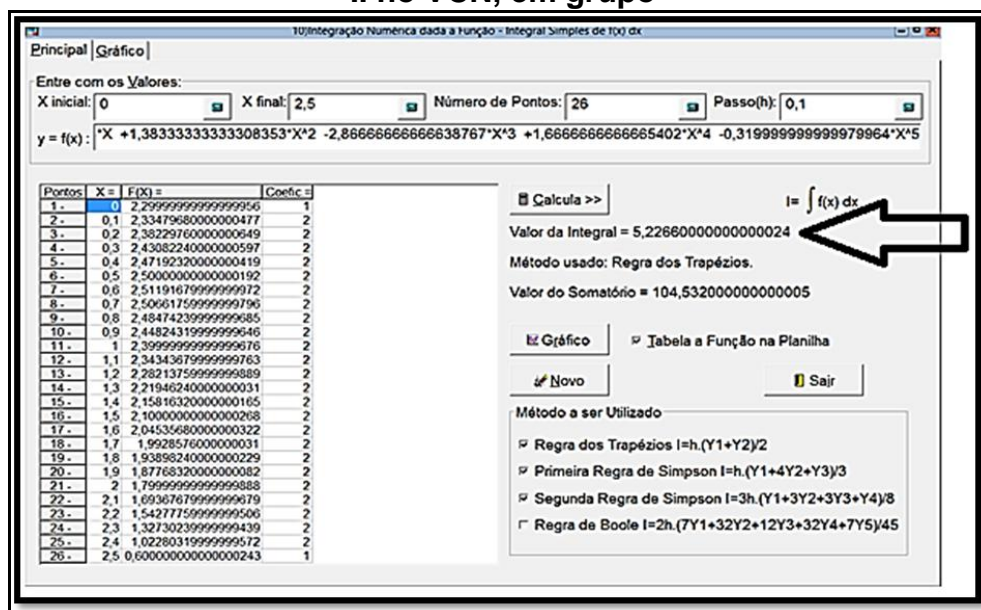 10)Integração Numérica dada a Função - Integral Simples de f(x) dx
Principal Gráfico
Entre com os Valores:
X inicial: 0 X final: 2,5 Número de Pontos: 26 Passo(h): 0,1
y = f(x) : *X +1,38333333333308353*X^2 -2,86666666666638767*X^3 +1,6666666666665402*X^4 -0,319999999999979964*X^5
Pontos X = F(X) = Coefic =
1 - 0 2,29999999999999956 1
2 - 0,1 2,33479680000000477 2
3 - 0,2 2,38229760000000649 2
4 - 0,3 2,43082240000000597 2
5 - 0,4 2,47192320000000419 2
6 - 0,5 2,50000000000000192 2
7 - 0,6 2,51191679999999972 2
8 - 0,7 2,50661759999999796 2
9 - 0,8 2,48474239999999685 2
10 - 0,9 2,44824319999999646 2
11 - 1 2,39999999999999676 2
12 - 1,1 2,34343679999999763 2
13 - 1,2 2,28213759999999889 2
14 - 1,3 2,21946240000000031 2
15 - 1,4 2,15816320000000165 2
16 - 1,5 2,10000000000000268 2
17 - 1,6 2,04535680000000322 2
18 - 1,7 1,9928576000000031 2
19 - 1,8 1,93898240000000229 2
20 - 1,9 1,87768320000000082 2
21 - 2 1,79999999999999888 2
22 - 2,1 1,69367679999999679 2
23 - 2,2 1,54277759999999506 2
24 - 2,3 1,32730239999999439 2
25 - 2,4 1,02280319999999572 2
26 - 2,5 0,600000000000000243 1
Calcula >>
I= ∫ f(x) dx
Valor da Integral = 5,22660000000000024
Método usado: Regra dos Trapézios.
Valor do Somatório = 104,532000000000005
Gráfico Tabela a Função na Planilha
Novo Sair
Método a ser Utilizado
Regra dos Trapézios I=h.(Y1+Y2)/2
Primeira Regra de Simpson I=h.(Y1+4Y2+Y3)/3
Segunda Regra de Simpson I=3h.(Y1+3Y2+3Y3+Y4)/8
Regra de Boole I=2h.(7Y1+32Y2+12Y3+32Y4+7Y5)/45